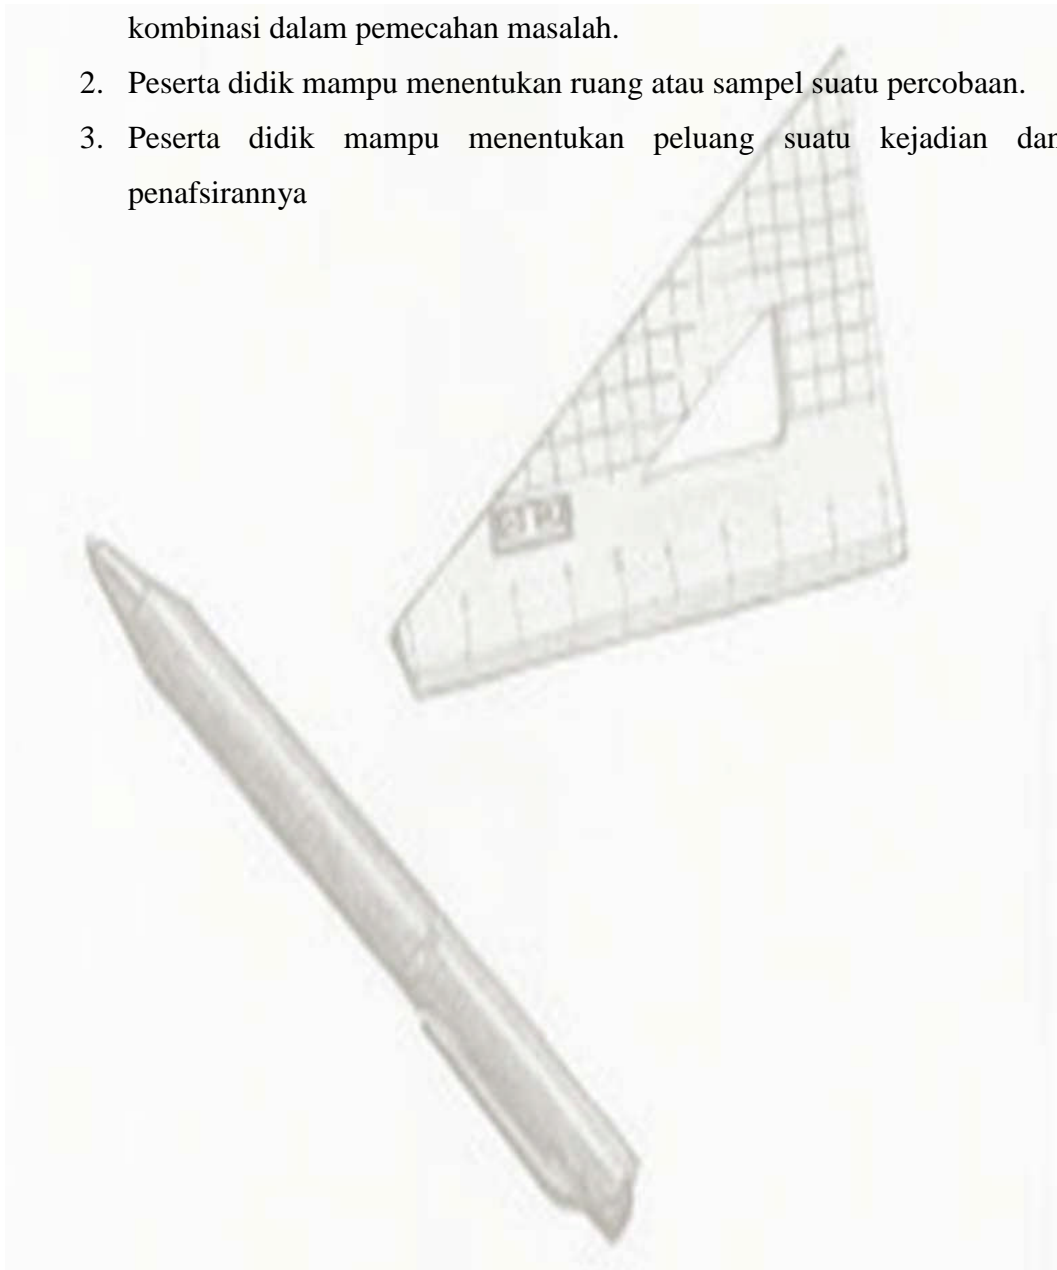 kombinasi dalam pemecahan masalah.
2. Peserta didik mampu menentukan ruang atau sampel suatu percobaan.
3. Peserta didik mampu menentukan peluang suatu kejadian dan
penafsirannya